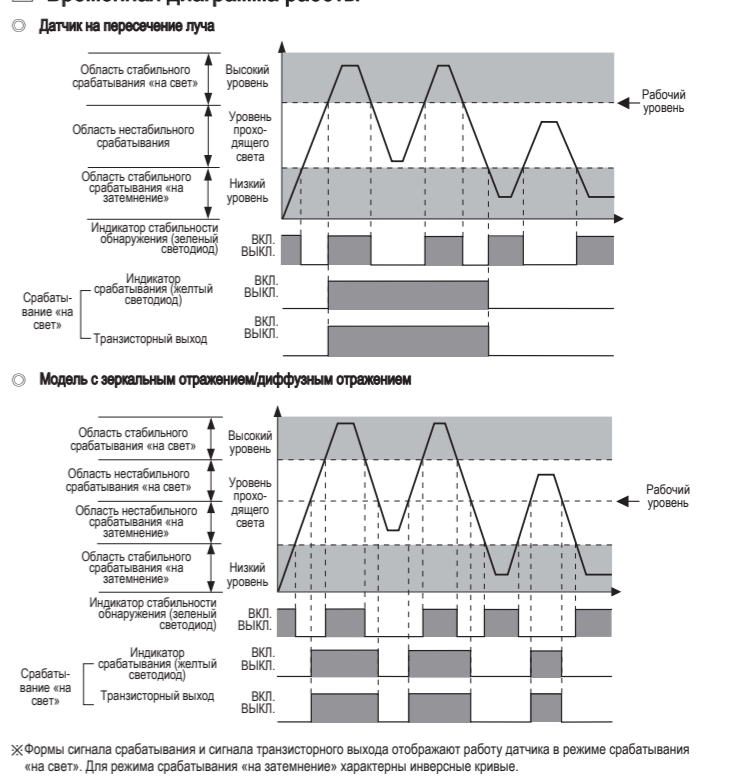 Временная диаграмма работы
◎ Датчик на пересечение луча
Область стабильного
срабатывания «на свет»
Высокий
уровень
Рабочий
уровень
Область нестабильного
срабатывания
Уровень
прохо-
дящего
света
Область стабильного
срабатывания «на
затемнение»
Низкий
уровень
Индикатор стабильности
обнаружения (зеленый
светодиод)
ВКЛ.
ВЫКЛ.
Срабаты-
вание «на
свет»
Индикатор
срабатывания (желтый
светодиод)
ВКЛ.
ВЫКЛ.
Транзисторный выход
ВКЛ.
ВЫКЛ.
◎ Модель с зеркальным отражением/диффузным отражением
Область стабильного
срабатывания «на свет»
Высокий
уровень
Область нестабильного
срабатывания «на свет»
Уровень
прохо-
дящего
света
Рабочий
уровень
Область нестабильного
срабатывания «на
затемнение»
Область стабильного
срабатывания «на
затемнение»
Низкий
уровень
Индикатор стабильности
обнаружения (зеленый
светодиод)
ВКЛ.
ВЫКЛ.
Срабаты-
вание «на
свет»
Индикатор
срабатывания (желтый
светодиод)
ВКЛ.
ВЫКЛ.
Транзисторный выход
ВКЛ.
ВЫКЛ.
※Формы сигнала срабатывания и сигнала транзисторного выхода отображают работу датчика в режиме срабатывания
«на свет». Для режима срабатывания «на затемнение» характерны инверсные кривые.